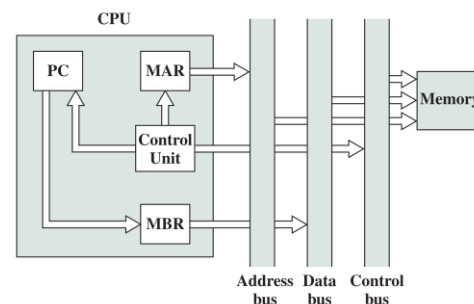 CPU
PC
MAR
Memory
Control
Unit
MBR
Address
bus
Data
bus
Control
bus